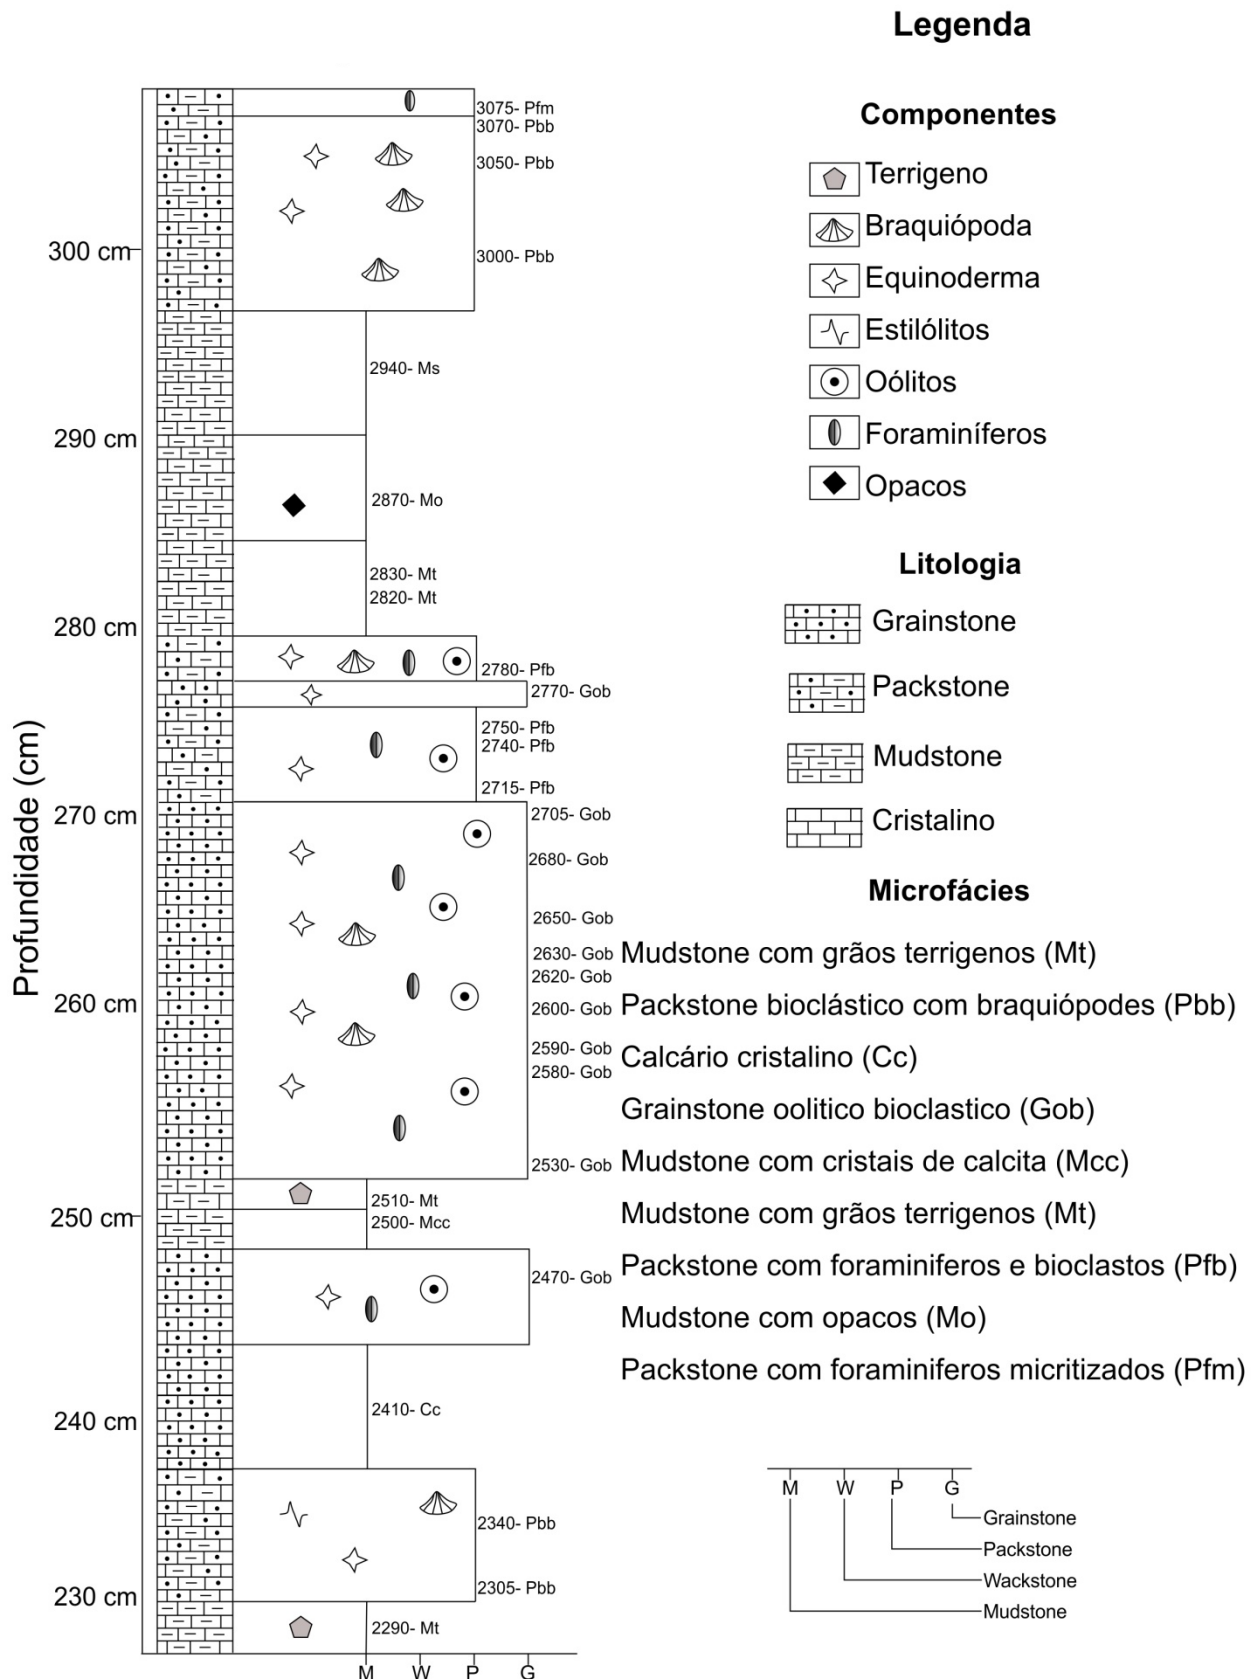 Legenda
3075- Pfm
3070- Pbb
3050- Pbb
300 cm
3000- Pbb
2940- Ms
290 cm
2870- Mo
2830- Mt
2820- Mt
280 cm
2780- Pfb
2770- Gob
2750- Pfb
2740- Pfb
2715- Pfb
270 cm
2705- Gob
2680- Gob
2650- Gob
2630- Gob
2620- Gob
260 cm
2600- Gob
2590- Gob
2580- Gob
2530- Gob
2510- Mt
250 cm
2500- Mcc
2470- Gob
240 cm
2410- Cc
2340- Pbb
2305- Pbb
230 cm
2290- Mt
M W P G
Profundidade (cm)
Componentes
Terrigeno
Braquiópoda
Equinoderma
Estilólitos
Oólitos
Foraminíferos
Opacos
Litologia
Grainstone
Packstone
Mudstone
Cristalino
Microfácies
Mudstone com grãos terrigenos (Mt)
Packstone bioclástico com braquiópodes (Pbb)
Calcário cristalino (Cc)
Grainstone oolitico bioclastico (Gob)
Mudstone com cristais de calcita (Mcc)
Mudstone com grãos terrigenos (Mt)
Packstone com foraminiferos e bioclastos (Pfb)
Mudstone com opacos (Mo)
Packstone com foraminiferos micritizados (Pfm)
M W P G
Grainstone
Packstone
Wackstone
Mudstone